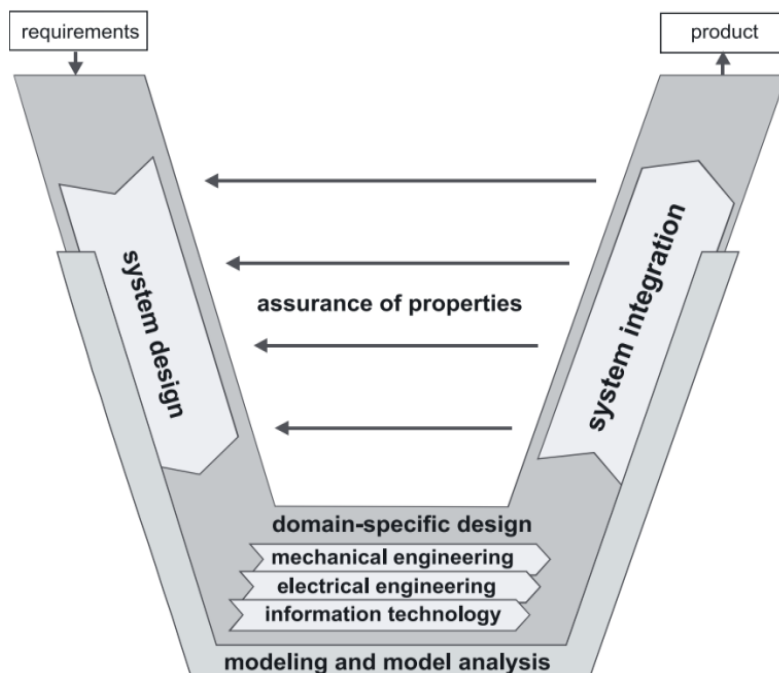 requirements
product
system design
assurance of properties
system integration
domain-specific design
mechanical engineering
electrical engineering
information technology
modeling and model analysis